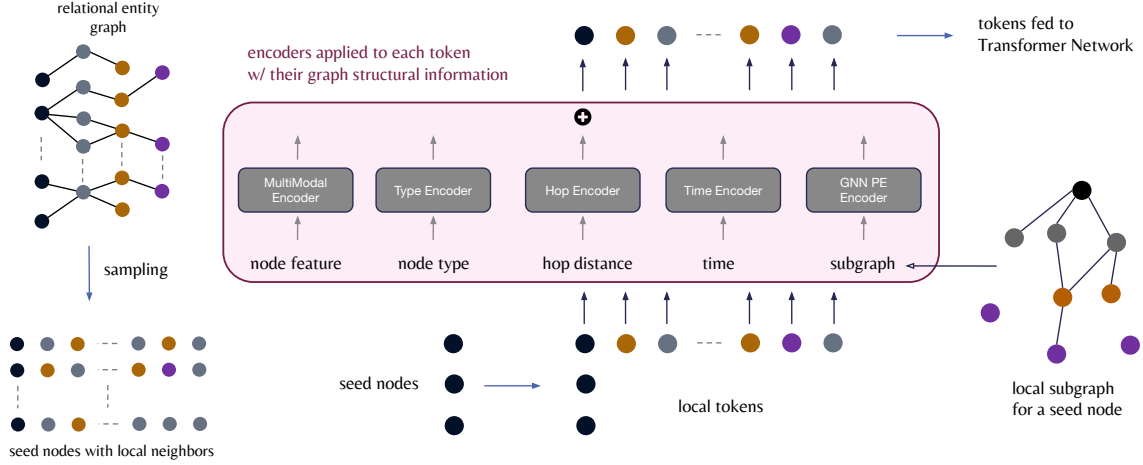 relational entity
graph
encoders applied to each token
w/ their graph structural information
tokens fed to
Transformer Network
MultiModal
Encoder
Type Encoder
Hop Encoder
Time Encoder
GNN PE
Encoder
node feature
node type
hop distance
time
subgraph
sampling
seed nodes
local tokens
local subgraph
for a seed node
seed nodes with local neighbors